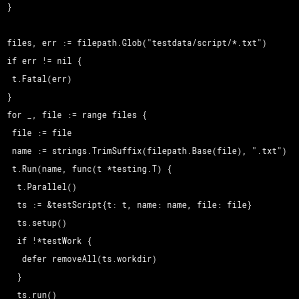 }
files, err := filepath.Glob("testdata/script/*.txt")
if err != nil {
t.Fatal(err)
}
for _, file := range files {
file := file
name := strings.TrimSuffix(filepath.Base(file), ".txt")
t.Run(name, func(t *testing.T) {
t.Parallel()
ts := &testScript{t: t, name: name, file: file}
ts.setup()
if !*testWork {
defer removeAll(ts.workdir)
}
ts.run()